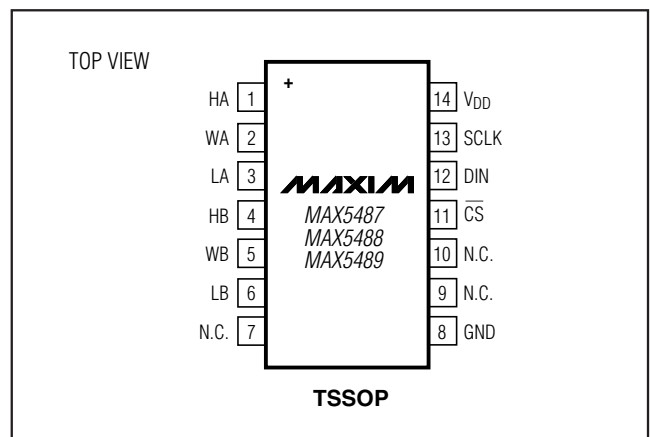 TOP VIEW
+
HA 1
WA 2
LA 3
HB 4
WB 5
LB 6
N.C. 7
MAXIM
MAX5487
MAX5488
MAX5489
14 VDD
13 SCLK
12 DIN
11 C̅S̅
10 N.C.
9 N.C.
8 GND
TSSOP